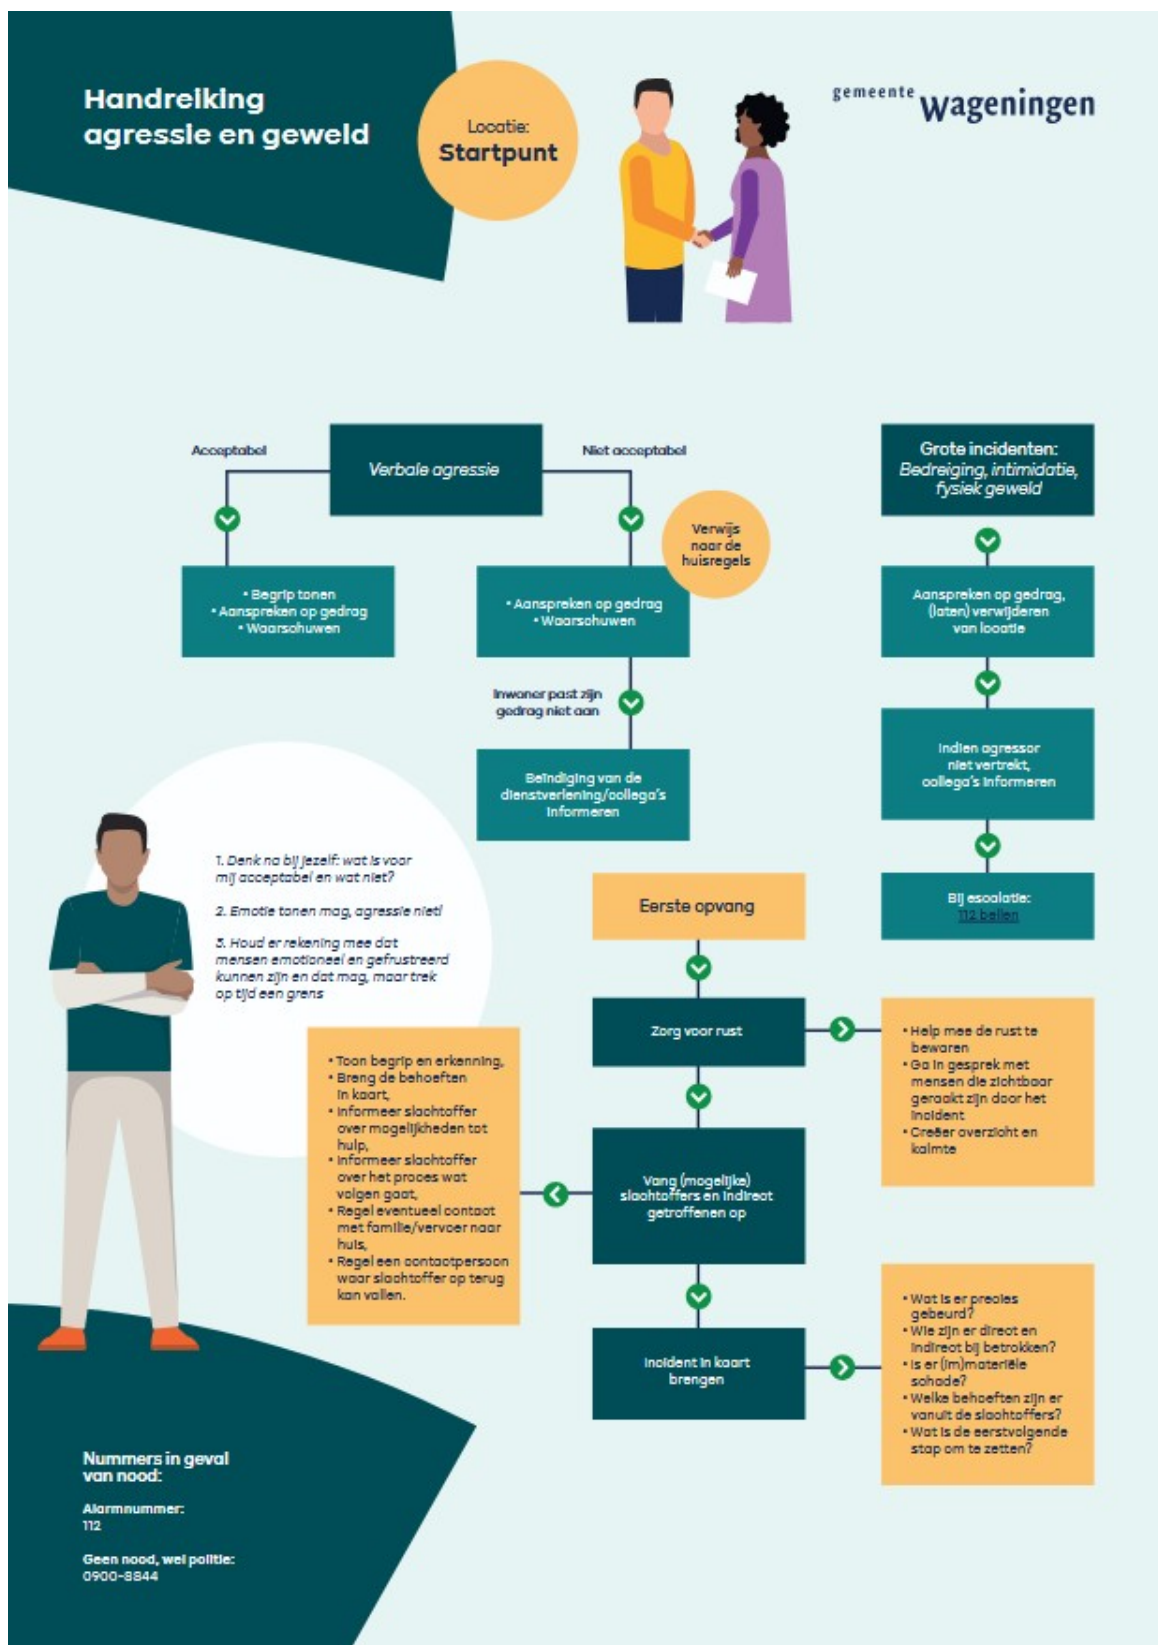 Handreiking
agressie en geweld
Locatie:
Startpunt
gemeente Wageningen
Acceptabel
Verbale agressie
Niet acceptabel
Verwijs
naar de
huisregels
• Begrip tonen
• Aanspreken op gedrag
• Waarschuwen
• Aanspreken op gedrag
• Waarschuwen
Inwoner past zijn
gedrag niet aan
Beïndiging van de
dienstverlening/collega's
informeren
Grote incidenten:
Bedreiging, intimidatie,
fysiek geweld
Aanspreken op gedrag,
(laten) verwijderen
van locatie
Indien agressor
niet vertrekt,
collega's informeren
Bij escalatie:
112 bellen
1. Denk na bij jezelf: wat is voor
mij acceptabel en wat niet?
2. Emotie tonen mag, agressie niet!
3. Houd er rekening mee dat
mensen emotioneel en gefrustreerd
kunnen zijn en dat mag, maar trek
op tijd een grens
Eerste opvang
Zorg voor rust
• Help mee de rust te
bewaren
• Ga in gesprek met
mensen die zichtbaar
geraakt zijn door het
incident
• Creëer overzicht en
kalmte
Vang (mogelijke)
slachtoffers en indirect
getroffenen op
• Toon begrip en erkenning,
• Breng de behoeften
in kaart,
• Informeer slachtoffer
over mogelijkheden tot
hulp,
• Informeer slachtoffer
over het proces wat
volgen gaat,
• Regel eventueel contact
met familie/vervoer naar
huis,
• Regel een contactpersoon
waar slachtoffer op terug
kan vallen.
Incident in kaart
brengen
• Wat is er precies
gebeurd?
• Wie zijn er direct en
indirect bij betrokken?
• Is er (im)materiële
schade?
• Welke behoeften zijn er
vanuit de slachtoffers?
• Wat is de eerstvolgende
stap om te zetten?
Nummers in geval
van nood:
Alarmnummer:
112
Geen nood, wel politie:
0900-8844